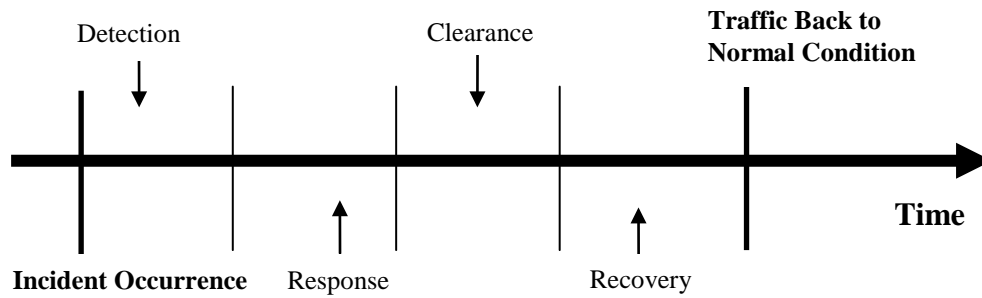 Detection
Clearance
Traffic Back to
Normal Condition
Time
Incident Occurrence
Response
Recovery